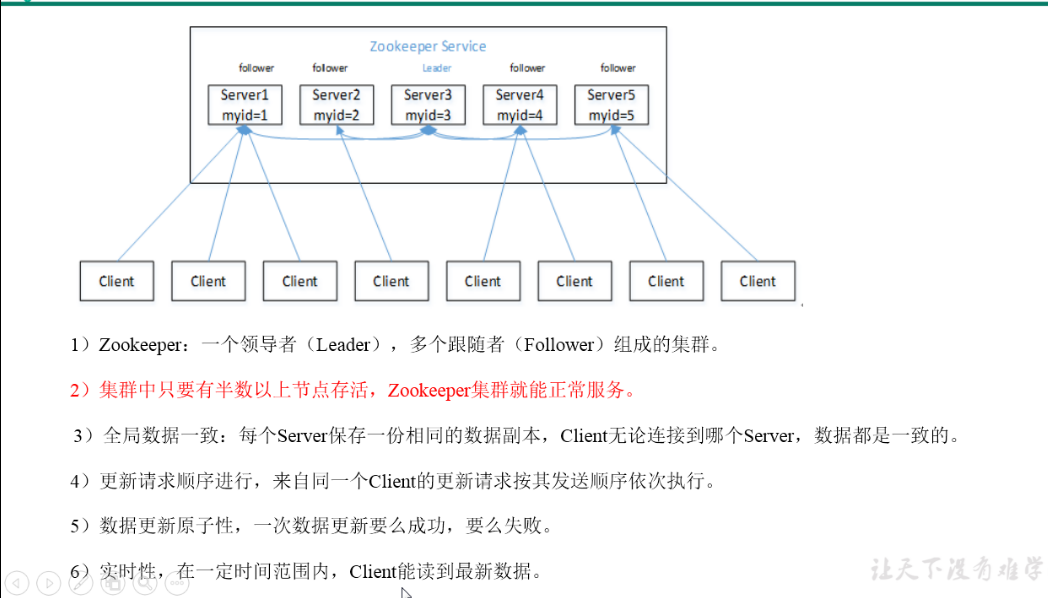 Zookeeper Service
follower follower Leader follower follower
Server1 Server2 Server3 Server4 Server5
myid=1 myid=2 myid=3 myid=4 myid=5
Client Client Client Client Client Client Client Client
1）Zookeeper：一个领导者（Leader），多个跟随者（Follower）组成的集群。
2）集群中只要有半数以上节点存活，Zookeeper集群就能正常服务。
3）全局数据一致：每个Server保存一份相同的数据副本，Client无论连接到哪个Server，数据都是一致的。
4）更新请求顺序进行，来自同一个Client的更新请求按其发送顺序依次执行。
5）数据更新原子性，一次数据更新要么成功，要么失败。
6）实时性，在一定时间范围内，Client能读到最新数据。
让天下没有难学